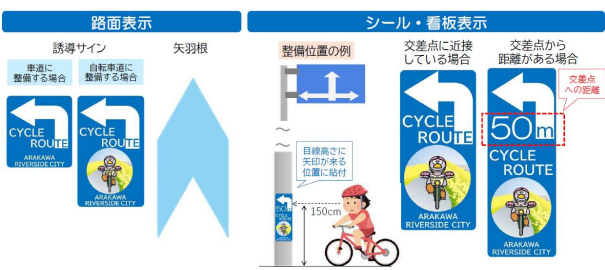 路面表示
誘導サイン
車道に
整備する場合
自転車道に
整備する場合
矢羽根
CYCLE
ROUTE
ARAKAWA
RIVERSIDE CITY
CYCLE
ROUTE
ARAKAWA
RIVERSIDE CITY
シール・看板表示
整備位置の例
目線高さに
矢印が来る
位置に貼付
150cm
50m
CYCLE
ROUTE
交差点に近接
している場合
CYCLE
ROUTE
ARAKAWA
RIVERSIDE CITY
交差点から
距離がある場合
交差点
への距離
50m
CYCLE
ROUTE
ARAKAWA
RIVERSIDE CITY